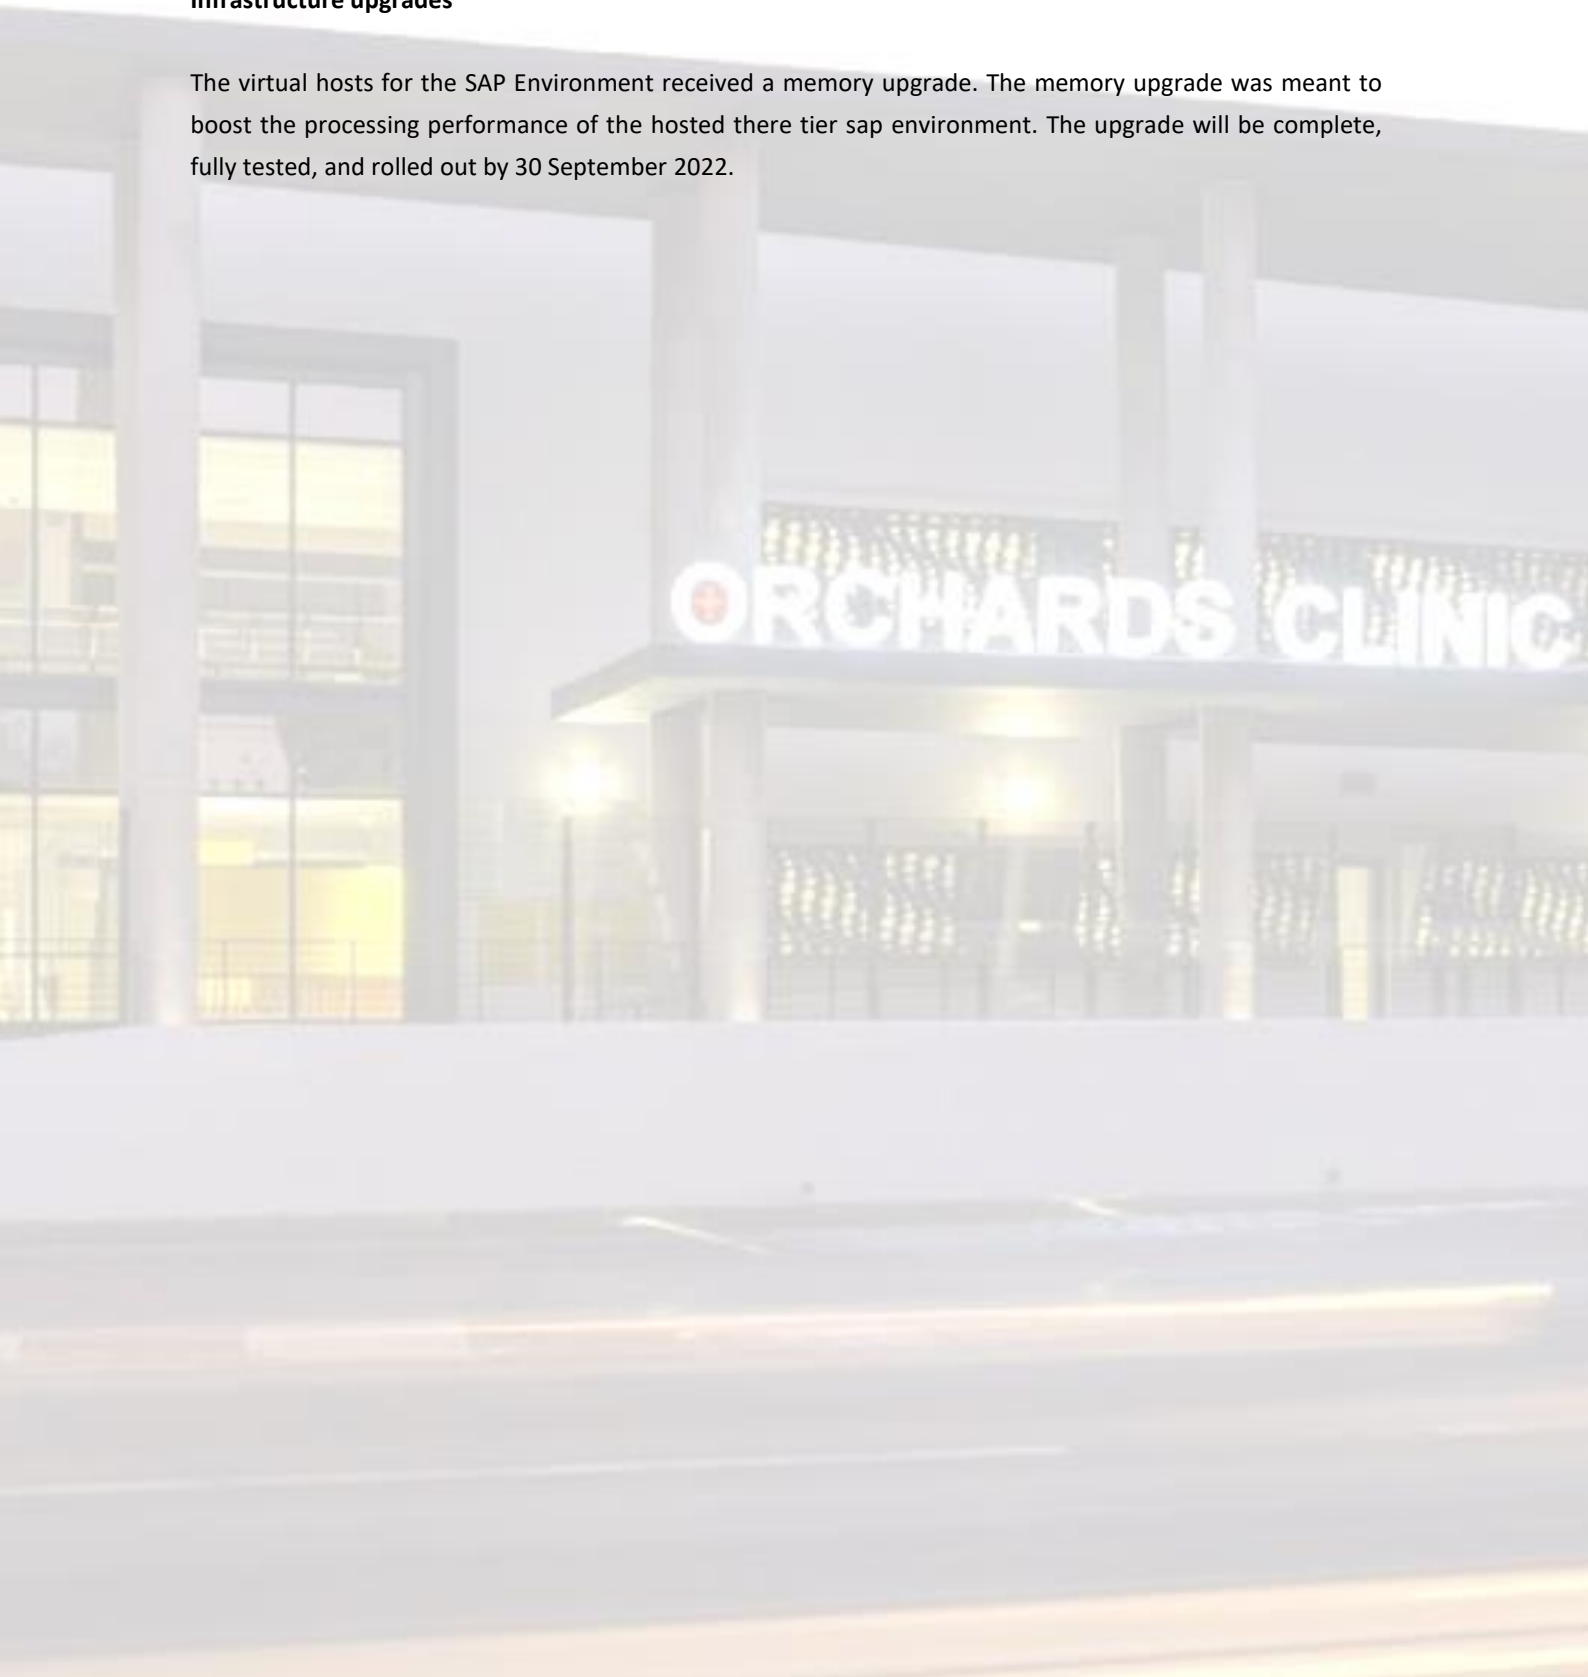 Infrastructure upgrades
The virtual hosts for the SAP Environment received a memory upgrade. The memory upgrade was meant to
boost the processing performance of the hosted there tier sap environment. The upgrade will be complete,
fully tested, and rolled out by 30 September 2022.
ORCHARDS CLINIC